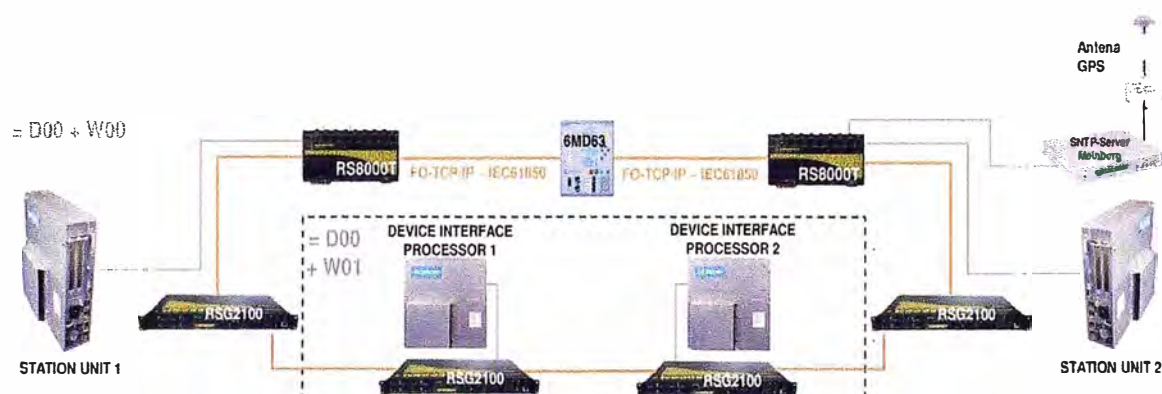 Antena
GPS
= D00 + W00
6MD63
SNTP-Server
Meinberg
RS8000T
FO-TCP-IP - IEC61850
FO-TCP-IP - IEC61850
RS8000T
= D00
+ W01
DEVICE INTERFACE
PROCESSOR 1
DEVICE INTERFACE
PROCESSOR 2
RSG2100
RSG2100
STATION UNIT 1
RSG2100
RSG2100
STATION UNIT 2